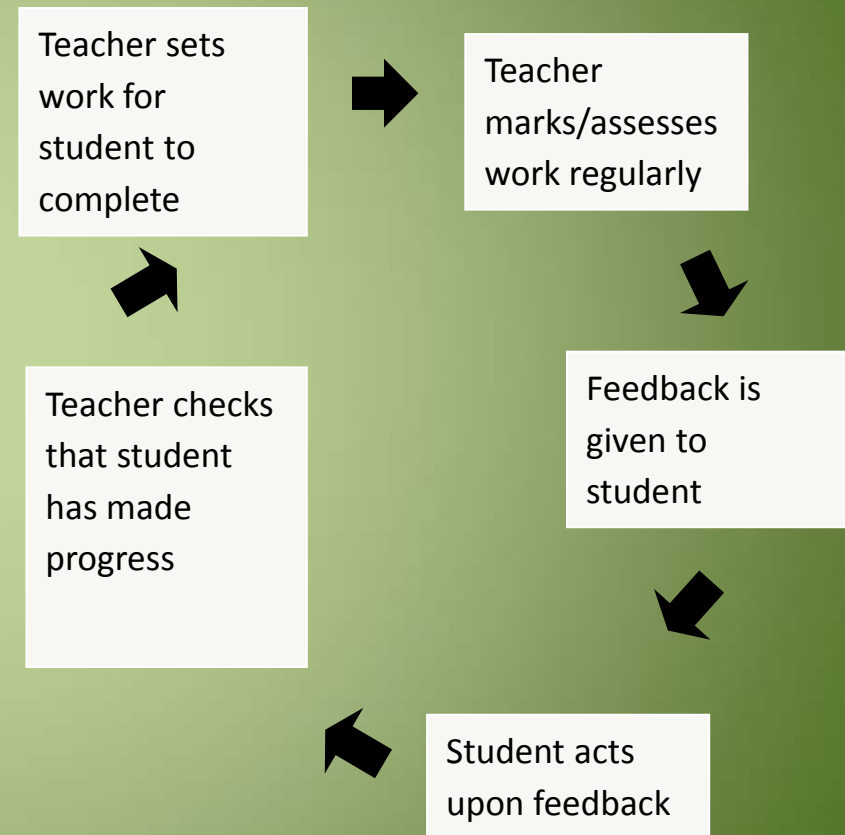 Teacher sets
work for
student to
complete
Teacher
marks/assesses
work regularly
Feedback is
given to
student
Student acts
upon feedback
Teacher checks
that student
has made
progress